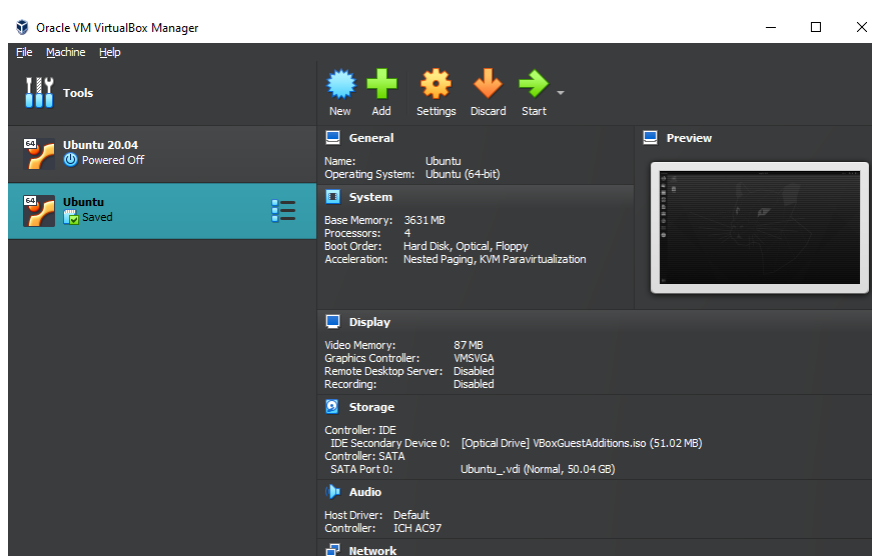 Oracle VM VirtualBox Manager
File Machine Help
Tools
New Add Settings Discard Start
64
Ubuntu 20.04
Powered Off
64
Ubuntu
Saved
General
Name: Ubuntu
Operating System: Ubuntu (64-bit)
Preview
System
Base Memory: 3631 MB
Processors: 4
Boot Order: Hard Disk, Optical, Floppy
Acceleration: Nested Paging, KVM Paravirtualization
Display
Video Memory: 87 MB
Graphics Controller: VMSVGA
Remote Desktop Server: Disabled
Recording: Disabled
Storage
Controller: IDE
IDE Secondary Device 0: [Optical Drive] VBoxGuestAdditions.iso (51.02 MB)
Controller: SATA
SATA Port 0: Ubuntu_.vdi (Normal, 50.04 GB)
Audio
Host Driver: Default
Controller: ICH AC97
Network